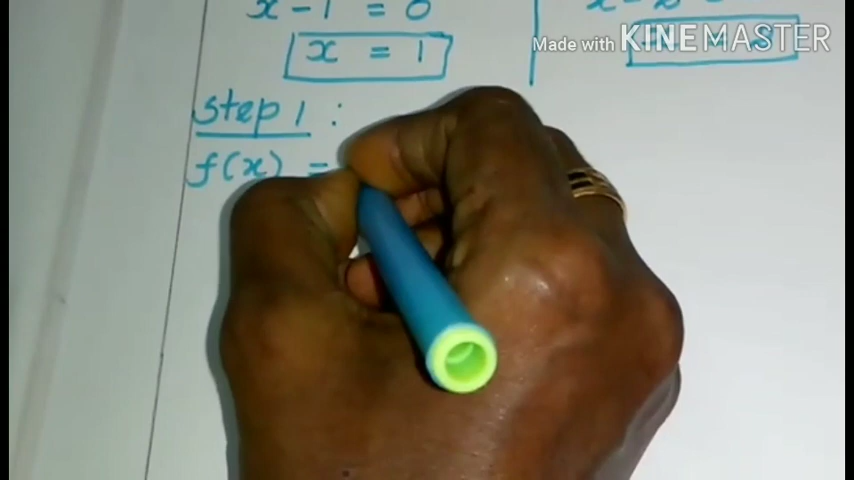 x - 1 = 0
x = 1
Made with KINEMASTER
step 1 :
f(x) =